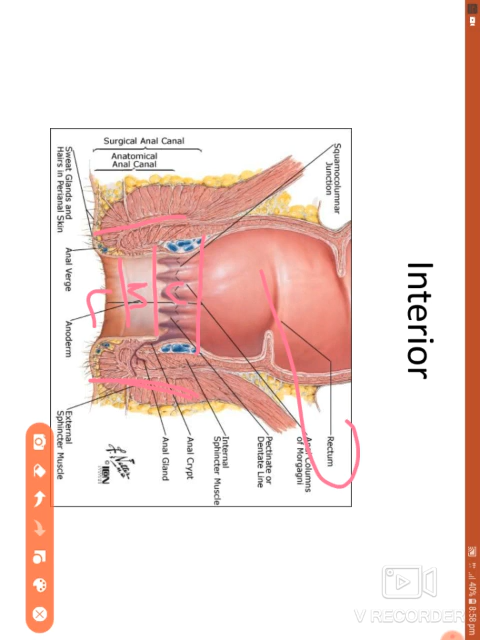 Interior
Surgical Anal Canal
Anatomical
Anal Canal
Squamocolumnar
Junction
Sweat Glands and
Hairs in Perianal Skin
Anal Verge
Anoderm
External
Sphincter Muscle
Rectum
Anal Columns
of Morgagni
Pectinate or
Dentate Line
Internal
Sphincter Muscle
Anal Crypt
Anal Gland
40% 8:58 pm
V RECORDER